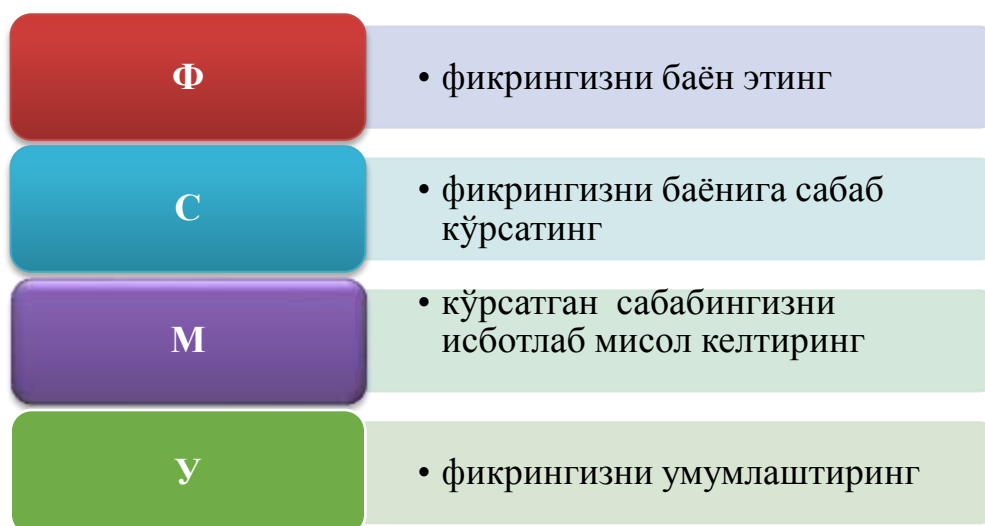 Ф
• фикрингизни баён этинг
С
• фикрингизни баёнига сабаб
кўрсатинг
М
• кўрсатган сабабингизни
исботлаб мисол келтиринг
У
• фикрингизни умумлаштиринг